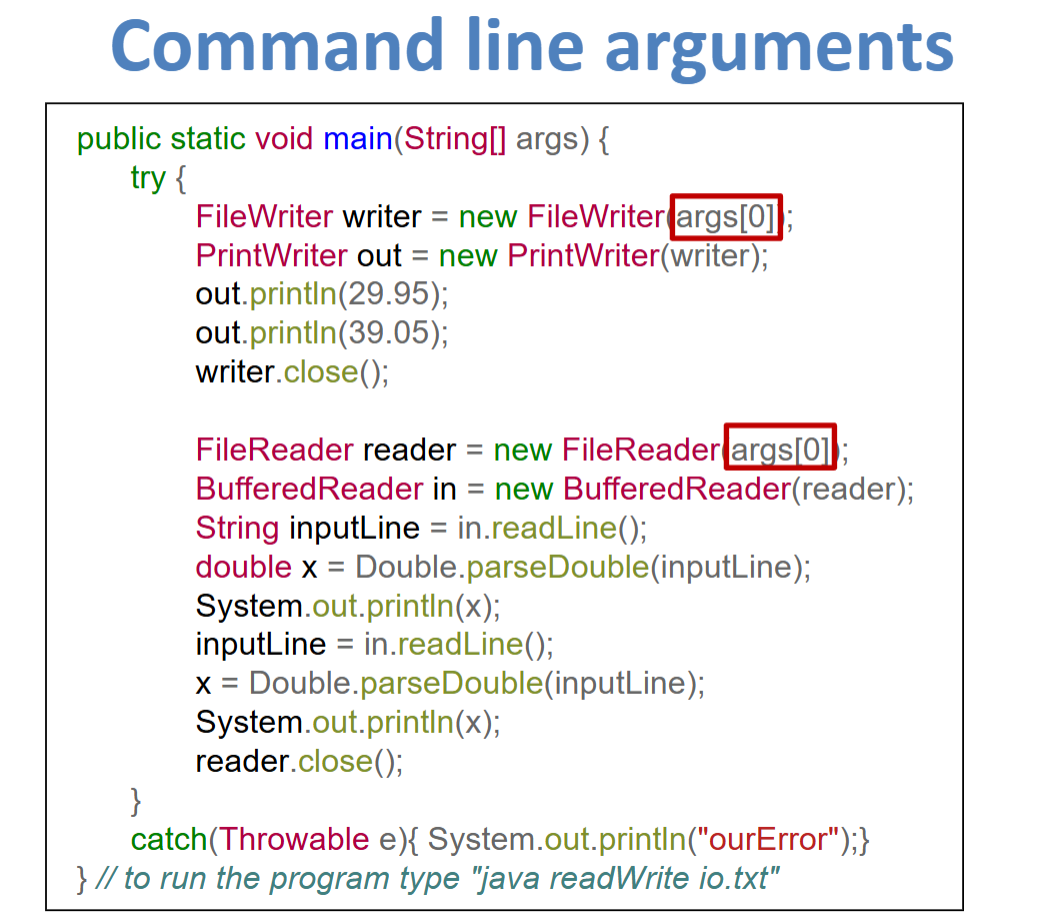 Command line arguments
public static void main(String[] args) {
try {
FileWriter writer = new FileWriter(args[0]);
PrintWriter out = new PrintWriter(writer);
out.println(29.95);
out.println(39.05);
writer.close();
FileReader reader = new FileReader(args[0]);
BufferedReader in = new BufferedReader(reader);
String inputLine = in.readLine();
double x = Double.parseDouble(inputLine);
System.out.println(x);
inputLine = in.readLine();
x = Double.parseDouble(inputLine);
System.out.println(x);
reader.close();
}
catch(Throwable e){ System.out.println("ourError");}
} // to run the program type "java readWrite io.txt"